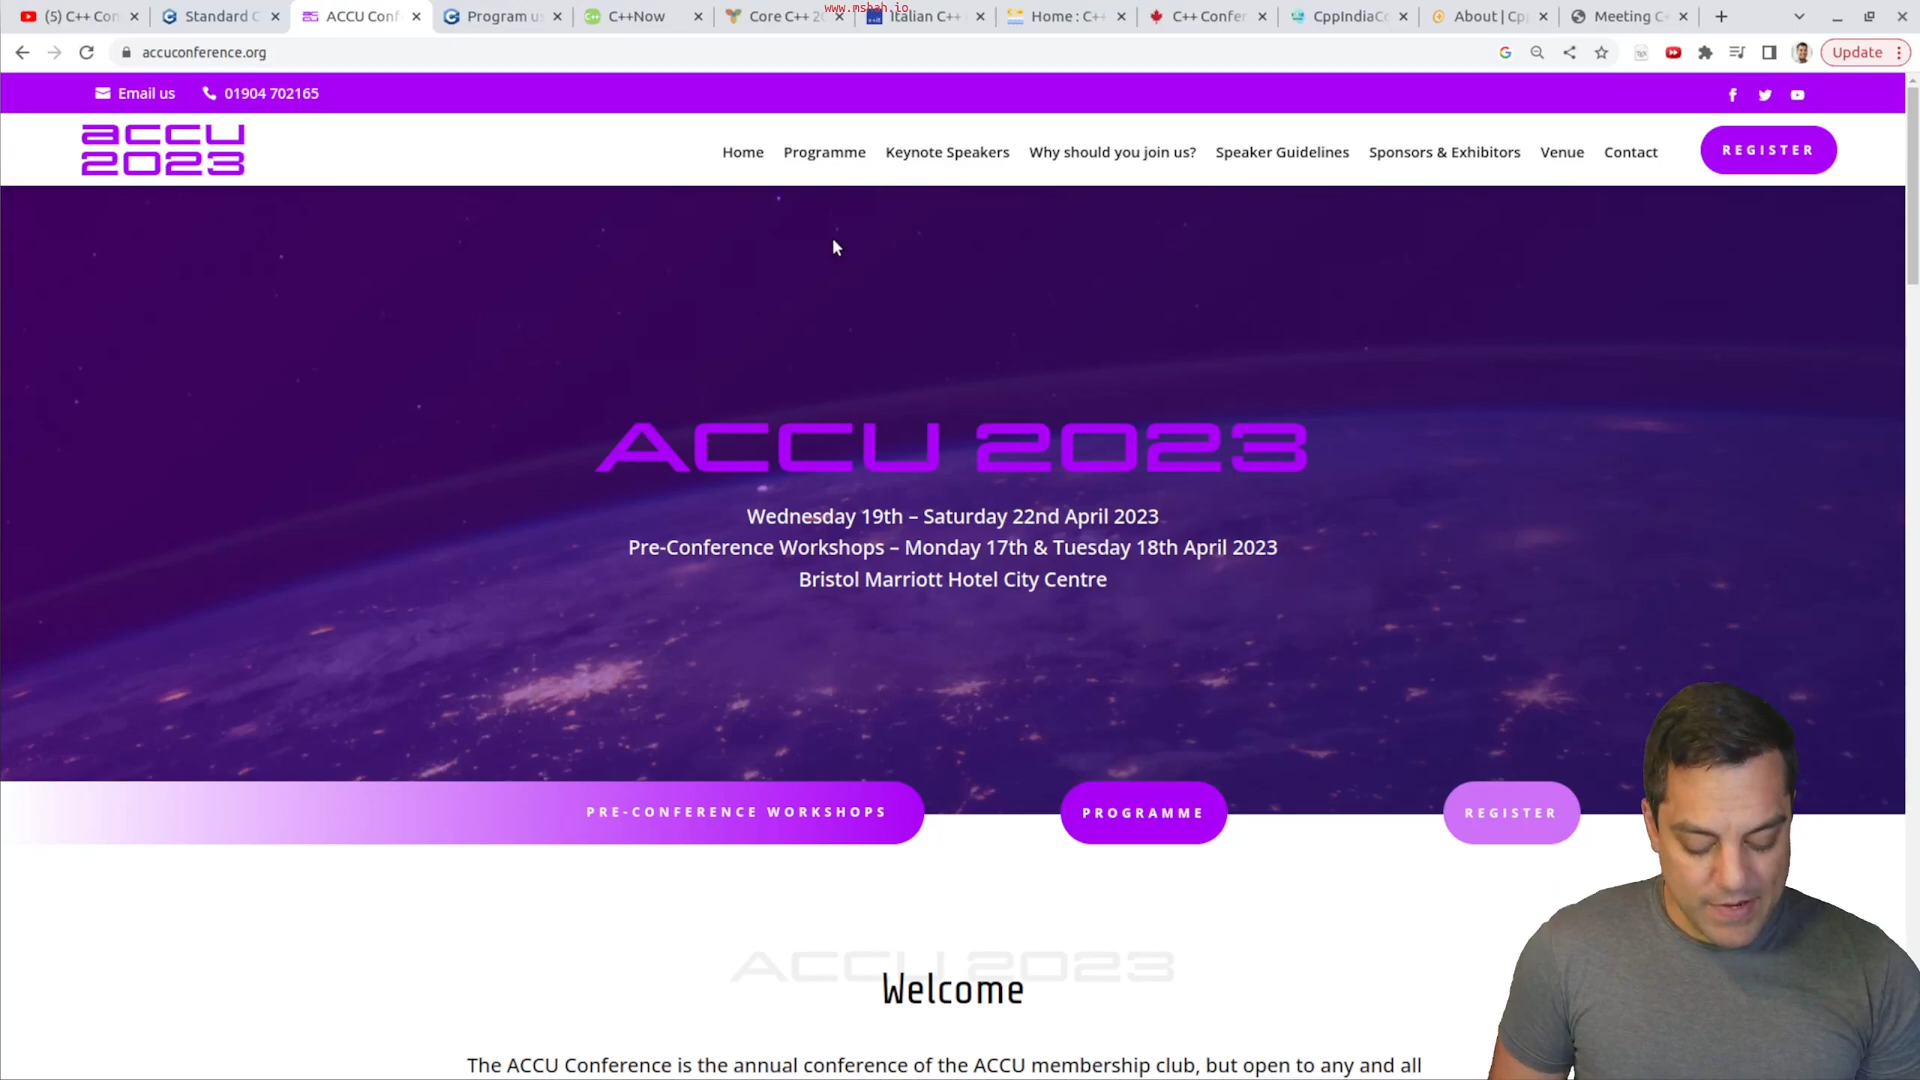 (5) C++ Con
Standard C
ACCU Conf
Program u
C++Now
Core C++ 2
Italian C++
Home : C++
C++ Confer
CppIndiaCo
About | Cp
Meeting C
www.msbah.io
accuconference.org
Update
Email us
01904 702165
accu
2023
Home
Programme
Keynote Speakers
Why should you join us?
Speaker Guidelines
Sponsors & Exhibitors
Venue
Contact
REGISTER
ACCU 2023
Wednesday 19th – Saturday 22nd April 2023
Pre-Conference Workshops – Monday 17th & Tuesday 18th April 2023
Bristol Marriott Hotel City Centre
PRE-CONFERENCE WORKSHOPS
PROGRAMME
REGISTER
ACCU 2023
Welcome
The ACCU Conference is the annual conference of the ACCU membership club, but open to any and all